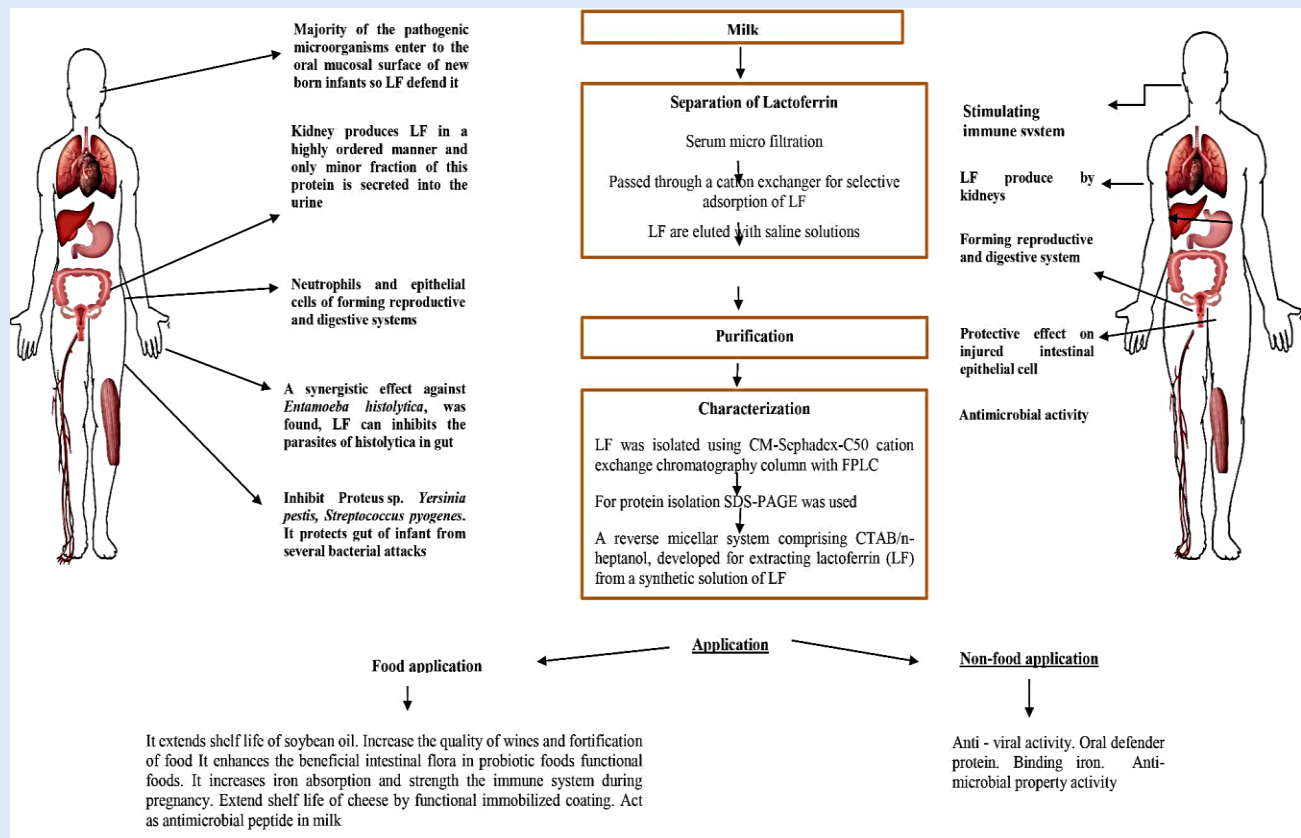 Majority of the pathogenic
microorganisms enter to the
oral mucosal surface of new
born infants so LF defend it
Kidney produces LF in a
highly ordered manner and
only minor fraction of this
protein is secreted into the
urine
Neutrophils and epithelial
cells of forming reproductive
and digestive systems
A synergistic effect against
Entamoeba histolytica, was
found, LF can inhibits the
parasites of histolytica in gut
Inhibit Proteus sp. Yersinia
pestis, Streptococcus pyogenes.
It protects gut of infant from
several bacterial attacks
Milk
Separation of Lactoferrin
Serum micro filtration
Passed through a cation exchanger for selective
adsorption of LF
LF are eluted with saline solutions
Purification
Characterization
LF was isolated using CM-Sephadex-C50 cation
exchange chromatography column with FPLC
For protein isolation SDS-PAGE was used
A reverse micellar system comprising CTAB/n-
heptanol, developed for extracting lactoferrin (LF)
from a synthetic solution of LF
Stimulating
immune system
LF produce by
kidneys
Forming reproductive
and digestive system
Protective effect on
injured intestinal
epithelial cell
Antimicrobial activity
Application
Food application
Non-food application
It extends shelf life of soybean oil. Increase the quality of wines and fortification
of food It enhances the beneficial intestinal flora in probiotic foods functional
foods. It increases iron absorption and strength the immune system during
pregnancy. Extend shelf life of cheese by functional immobilized coating. Act
as antimicrobial peptide in milk
Anti - viral activity. Oral defender
protein. Binding iron. Anti-
microbial property activity